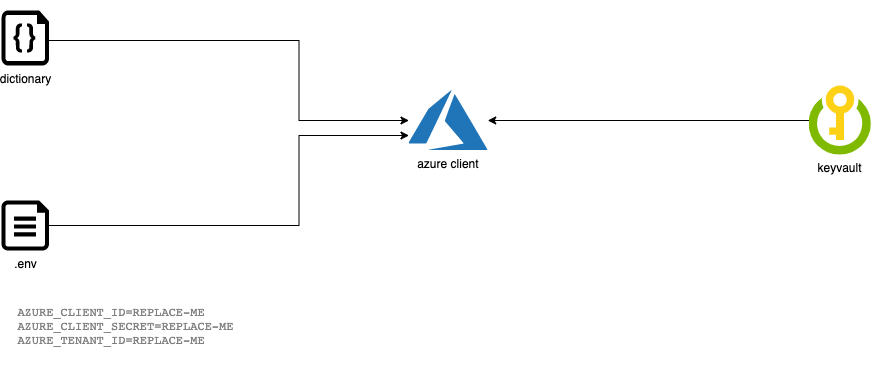 {}
dictionary
azure client
keyvault
.env
AZURE_CLIENT_ID=REPLACE-ME
AZURE_CLIENT_SECRET=REPLACE-ME
AZURE_TENANT_ID=REPLACE-ME